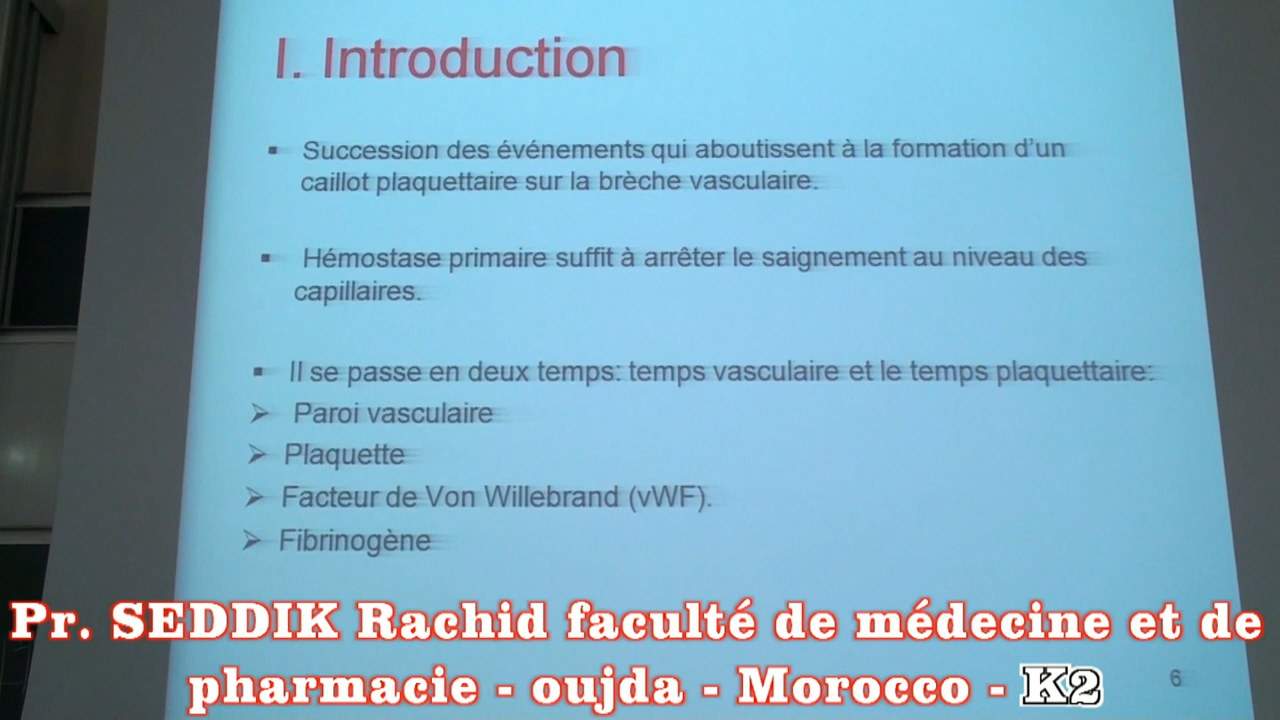 I. Introduction
▪ Succession des événements qui aboutissent à la formation d'un
caillot plaquettaire sur la brèche vasculaire.
▪ Hémostase primaire suffit à arrêter le saignement au niveau des
capillaires.
▪ Il se passe en deux temps: temps vasculaire et le temps plaquettaire:
➢ Paroi vasculaire
➢ Plaquette
➢ Facteur de Von Willebrand (vWF).
➢ Fibrinogène
Pr. SEDDIK Rachid faculté de médecine et de
pharmacie - oujda - Morocco - K2
6